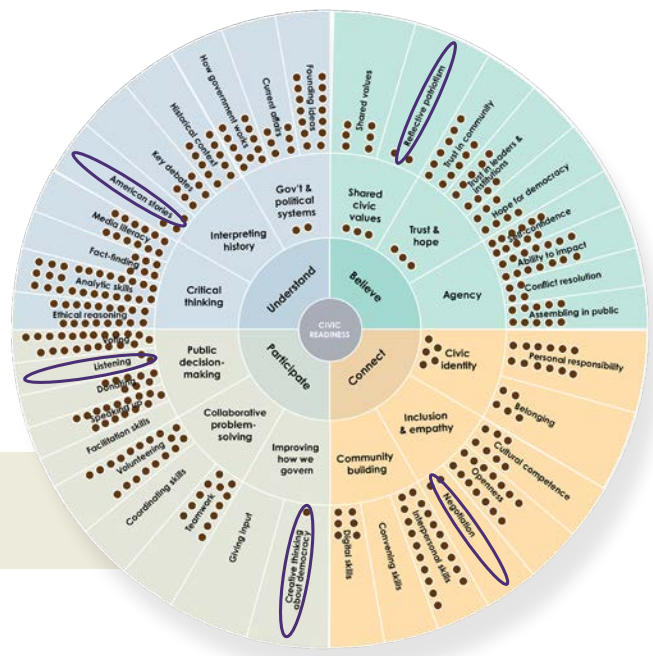 CIVIC
READINESS
Understand
Believe
Connect
Participate
Critical
thinking
Interpreting
history
Gov't &
political
systems
Shared
civic
values
Trust &
hope
Agency
Civic
identity
Inclusion
& empathy
Community
building
Improving
how we
govern
Collaborative
problem-
solving
Public
decision-
making
Ethical reasoning
Analytic skills
Fact-finding
Media literacy
American stories
Key debates
Historical context
How government works
Current affairs
Founding ideas
Shared values
Reflective patriotism
Trust in community
Trust in leaders &
institutions
Hope for democracy
Self-confidence
Ability to impact
Conflict resolution
Assembling in public
Personal responsibility
Belonging
Cultural competence
Openness
Negotiation
Interpersonal skills
Convening skills
Digital skills
Creative thinking
about democracy
Giving input
Teamwork
Coordinating skills
Volunteering
Facilitation skills
Speaking up
Donating
Listening
Voting